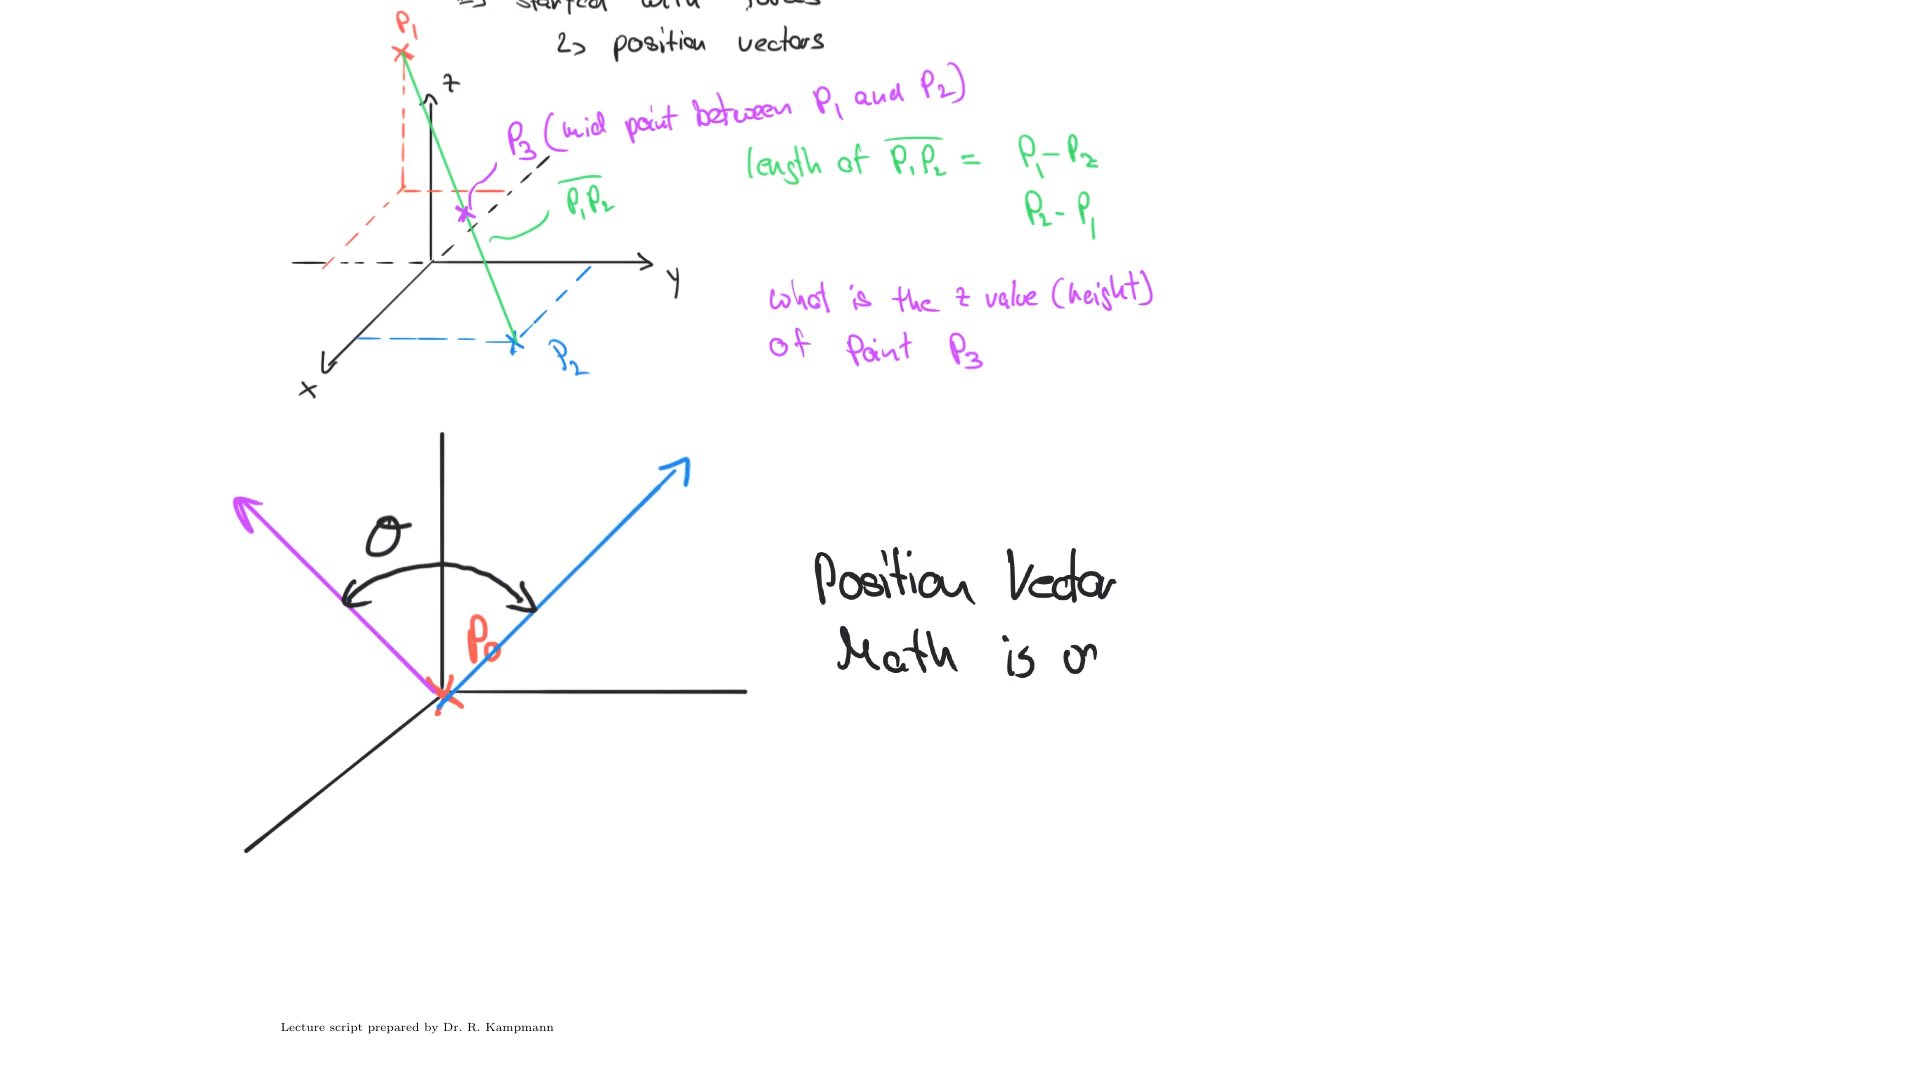 2> position vectors
P1
z
P3 (mid point between P1 and P2)
length of P1P2 = P1-P2
P2-P1
P1P2
y
what is the z value (height)
of Point P3
P2
x
θ
P0
Position Vector
Math is on
Lecture script prepared by Dr. R. Kampmann